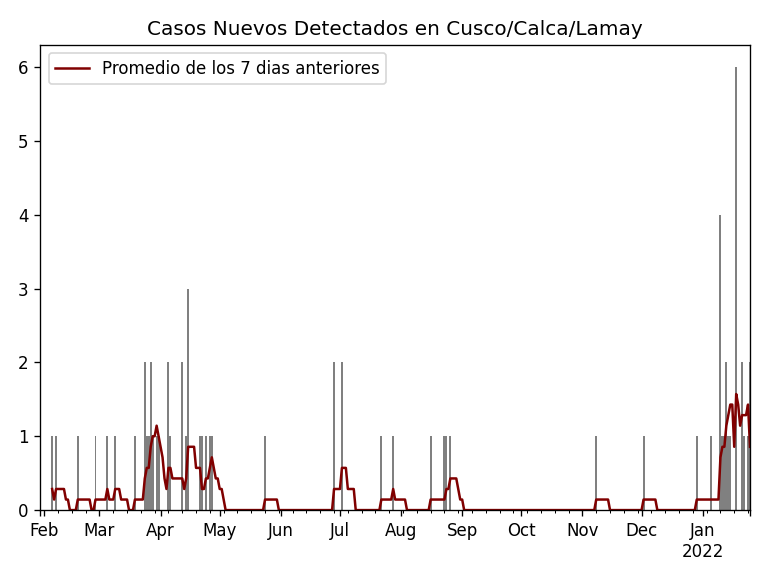 Casos Nuevos Detectados en Cusco/Calca/Lamay
Promedio de los 7 dias anteriores
6
5
4
3
2
1
0
Feb Mar Apr May Jun Jul Aug Sep Oct Nov Dec Jan
2022